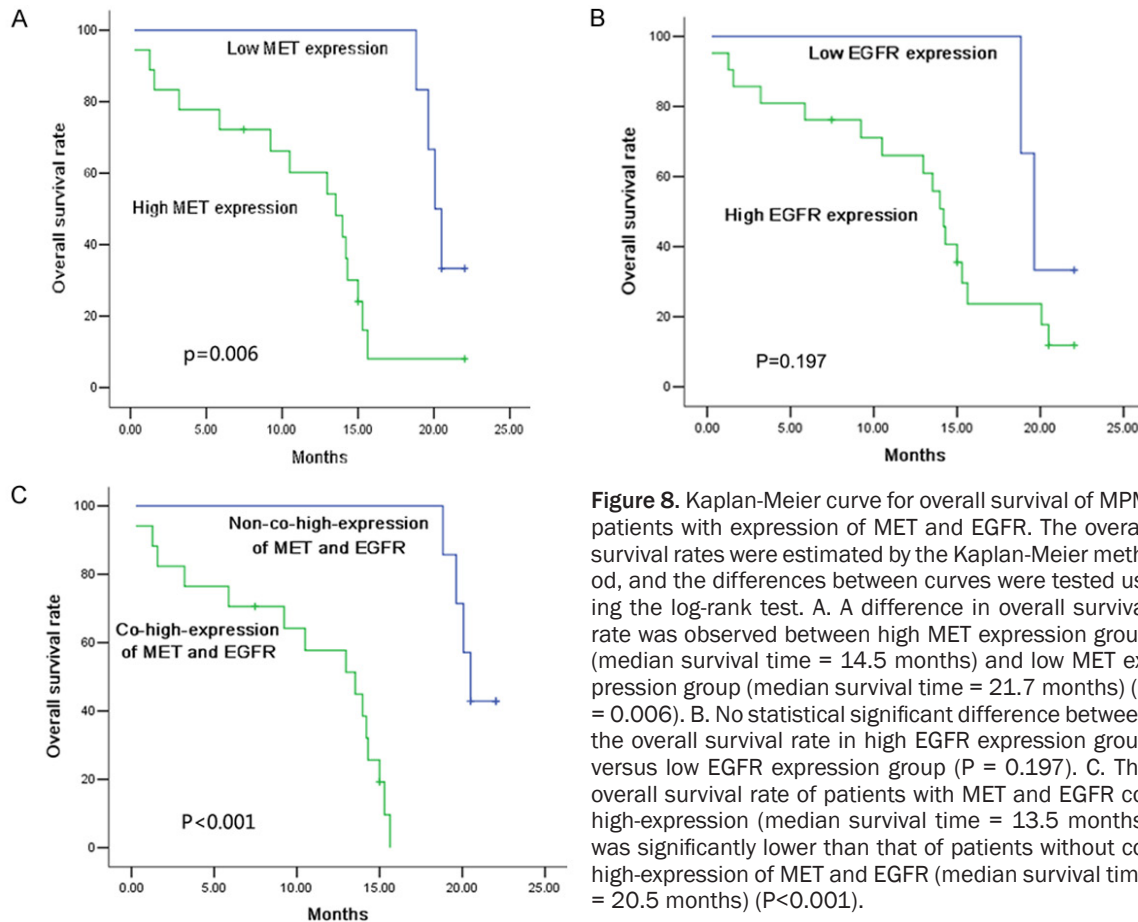 A
Overall survival rate
100
80
60
40
20
0
Low MET expression
High MET expression
p=0.006
0.00 5.00 10.00 15.00 20.00 25.00
Months
B
Overall survival rate
100
80
60
40
20
0
Low EGFR expression
High EGFR expression
P=0.197
0.00 5.00 10.00 15.00 20.00 25.00
Months
C
Overall survival rate
100
80
60
40
20
0
Non-co-high-expression
of MET and EGFR
Co-high-expression
of MET and EGFR
P<0.001
0.00 5.00 10.00 15.00 20.00 25.00
Months
Figure 8. Kaplan-Meier curve for overall survival of MPM
patients with expression of MET and EGFR. The overal
survival rates were estimated by the Kaplan-Meier meth
od, and the differences between curves were tested us
ing the log-rank test. A. A difference in overall surviva
rate was observed between high MET expression group
(median survival time = 14.5 months) and low MET ex
pression group (median survival time = 21.7 months) (
= 0.006). B. No statistical significant difference betwee
the overall survival rate in high EGFR expression grou
versus low EGFR expression group (P = 0.197). C. Th
overall survival rate of patients with MET and EGFR co
high-expression (median survival time = 13.5 months
was significantly lower than that of patients without co
high-expression of MET and EGFR (median survival tim
= 20.5 months) (P<0.001).